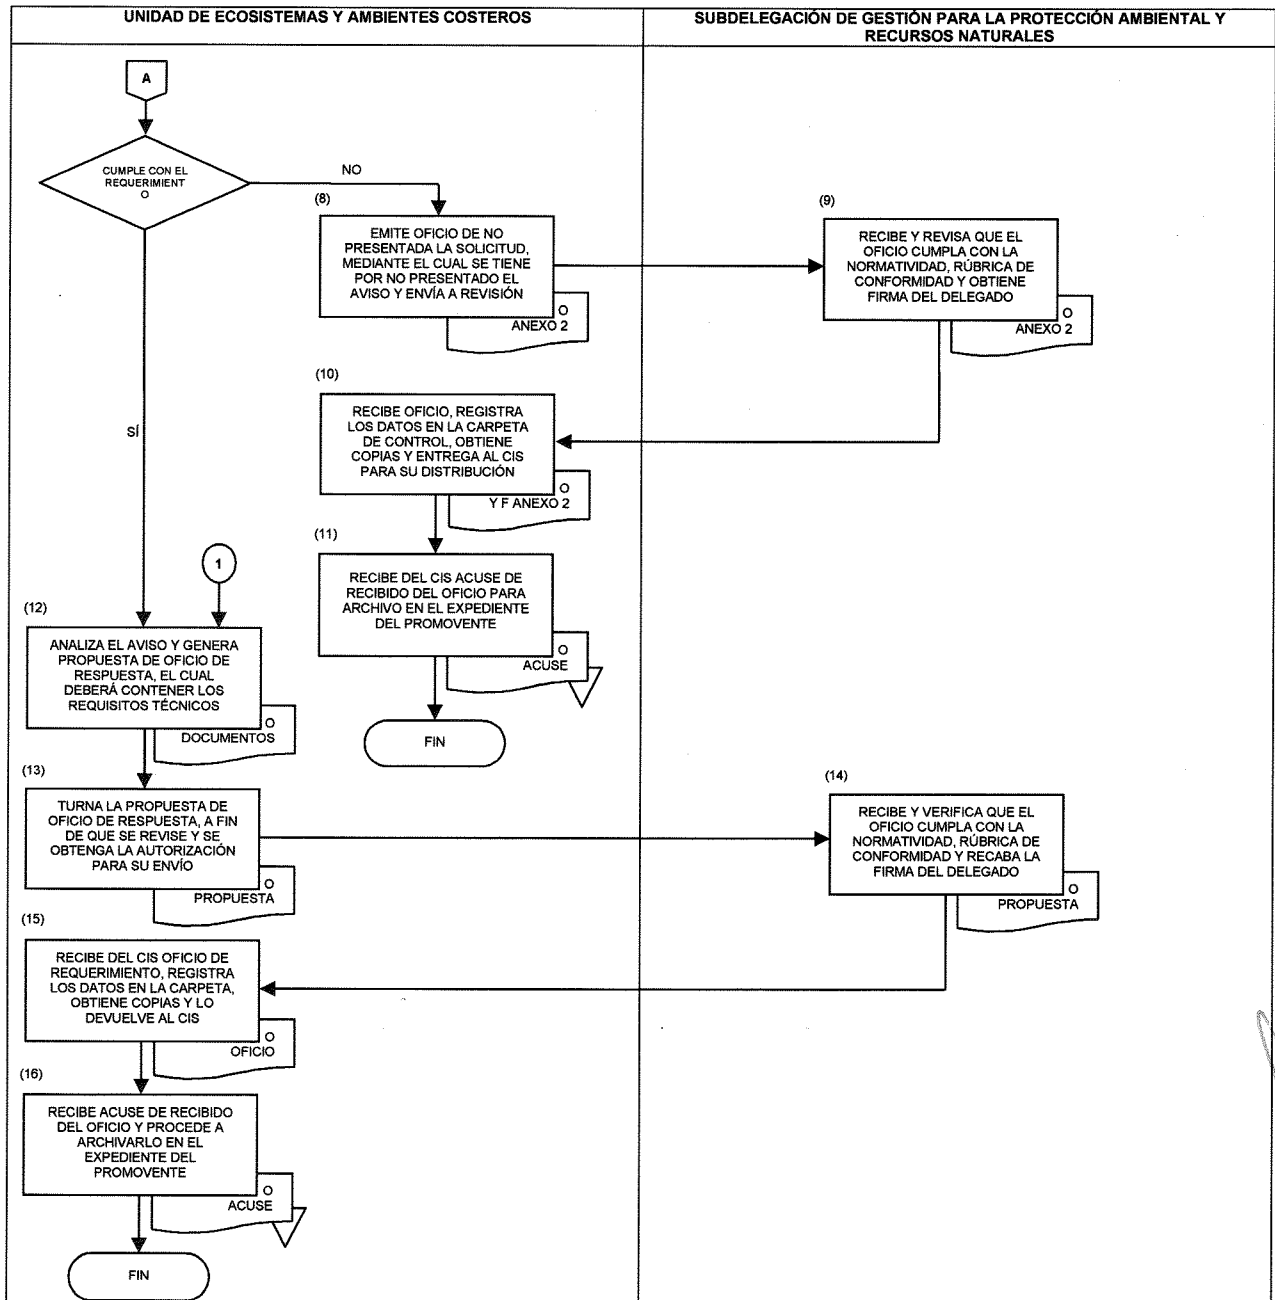 UNIDAD DE ECOSISTEMAS Y AMBIENTES COSTEROS
SUBDELEGACIÓN DE GESTIÓN PARA LA PROTECCIÓN AMBIENTAL Y
RECURSOS NATURALES
A
CUMPLE CON EL
REQUERIMIENT
O
NO
SÍ
(8)
EMITE OFICIO DE NO
PRESENTADA LA SOLICITUD,
MEDIANTE EL CUAL SE TIENE
POR NO PRESENTADO EL
AVISO Y ENVÍA A REVISIÓN
O
ANEXO 2
(9)
RECIBE Y REVISA QUE EL
OFICIO CUMPLA CON LA
NORMATIVIDAD, RÚBRICA DE
CONFORMIDAD Y OBTIENE
FIRMA DEL DELEGADO
O
ANEXO 2
(10)
RECIBE OFICIO, REGISTRA
LOS DATOS EN LA CARPETA
DE CONTROL, OBTIENE
COPIAS Y ENTREGA AL CIS
PARA SU DISTRIBUCIÓN
O
Y F ANEXO 2
(11)
RECIBE DEL CIS ACUSE DE
RECIBIDO DEL OFICIO PARA
ARCHIVO EN EL EXPEDIENTE
DEL PROMOVENTE
O
ACUSE
FIN
1
(12)
ANALIZA EL AVISO Y GENERA
PROPUESTA DE OFICIO DE
RESPUESTA, EL CUAL
DEBERÁ CONTENER LOS
REQUISITOS TÉCNICOS
O
DOCUMENTOS
(13)
TURNA LA PROPUESTA DE
OFICIO DE RESPUESTA, A FIN
DE QUE SE REVISE Y SE
OBTENGA LA AUTORIZACIÓN
PARA SU ENVÍO
O
PROPUESTA
(14)
RECIBE Y VERIFICA QUE EL
OFICIO CUMPLA CON LA
NORMATIVIDAD, RÚBRICA DE
CONFORMIDAD Y RECABA LA
FIRMA DEL DELEGADO
O
PROPUESTA
(15)
RECIBE DEL CIS OFICIO DE
REQUERIMIENTO, REGISTRA
LOS DATOS EN LA CARPETA,
OBTIENE COPIAS Y LO
DEVUELVE AL CIS
O
OFICIO
(16)
RECIBE ACUSE DE RECIBIDO
DEL OFICIO Y PROCEDE A
ARCHIVARLO EN EL
EXPEDIENTE DEL
PROMOVENTE
O
ACUSE
FIN